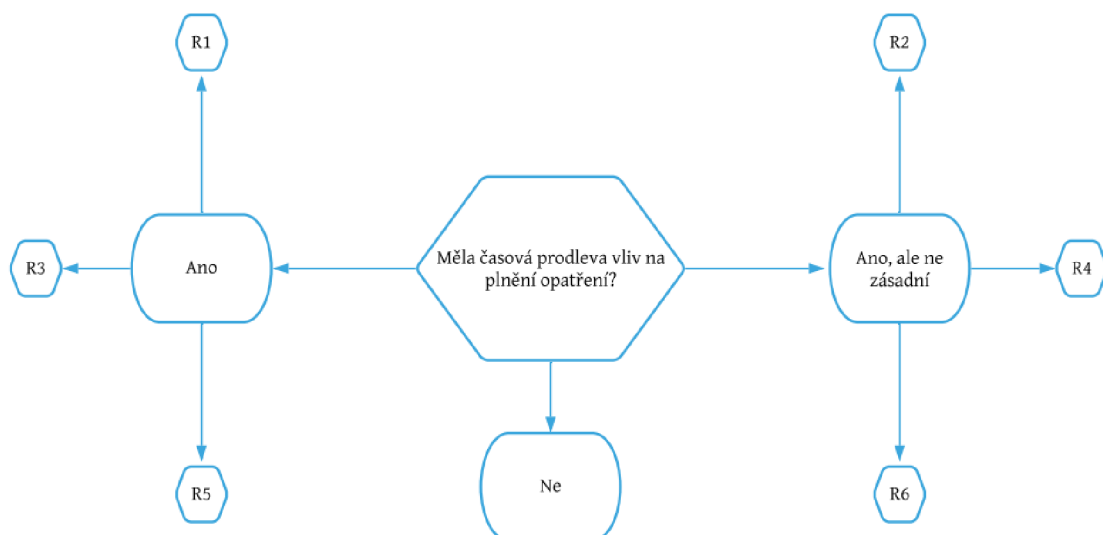 R1
R2
Měla časová prodleva vliv na
plnění opatření?
R3
Ano
Ano, ale ne
zásadní
R4
R5
Ne
R6